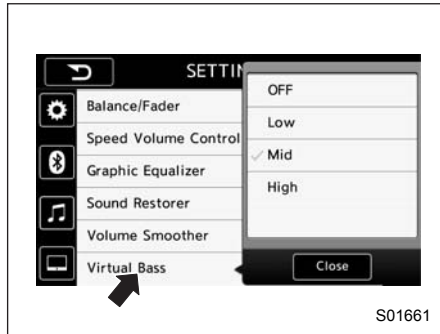 SETTIN
Balance/Fader
Speed Volume Control
Graphic Equalizer
Sound Restorer
Volume Smoother
Virtual Bass
OFF
Low
Mid
High
Close
S01661